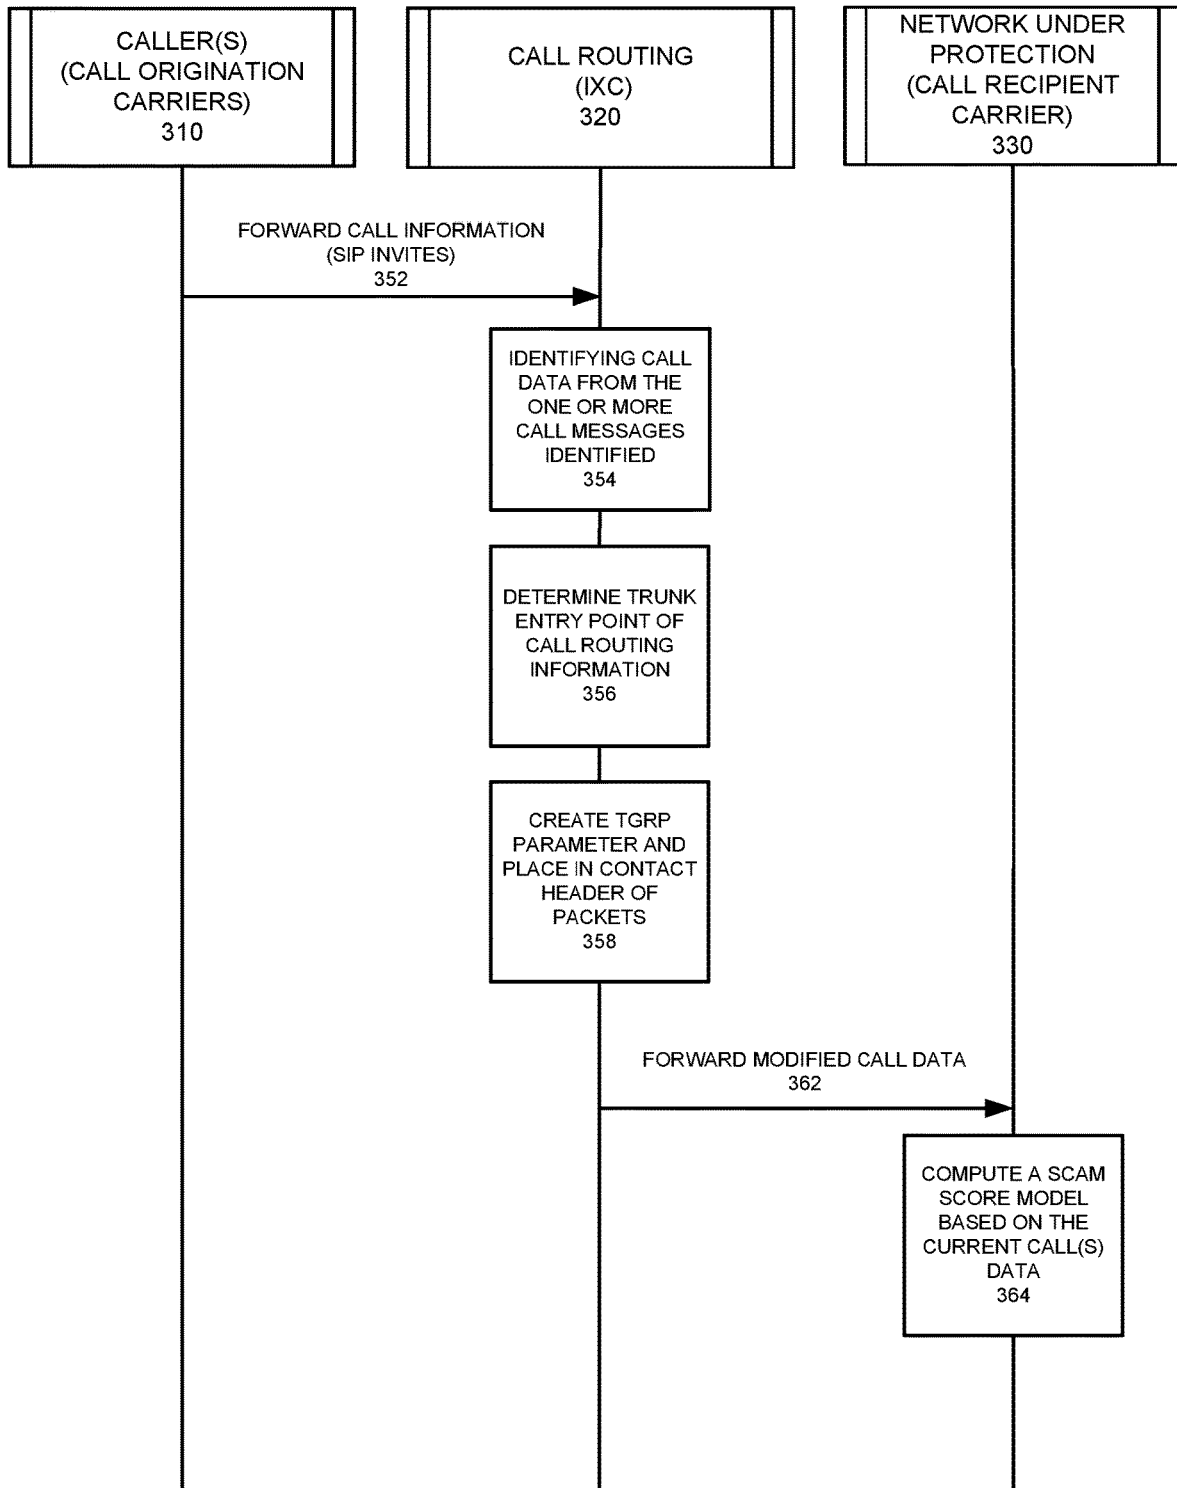 CALLER(S)
(CALL ORIGINATION
CARRIERS)
310
CALL ROUTING
(IXC)
320
NETWORK UNDER
PROTECTION
(CALL RECIPIENT
CARRIER)
330
FORWARD CALL INFORMATION
(SIP INVITES)
352
IDENTIFYING CALL
DATA FROM THE
ONE OR MORE
CALL MESSAGES
IDENTIFIED
354
DETERMINE TRUNK
ENTRY POINT OF
CALL ROUTING
INFORMATION
356
CREATE TGRP
PARAMETER AND
PLACE IN CONTACT
HEADER OF
PACKETS
358
FORWARD MODIFIED CALL DATA
362
COMPUTE A SCAM
SCORE MODEL
BASED ON THE
CURRENT CALL(S)
DATA
364